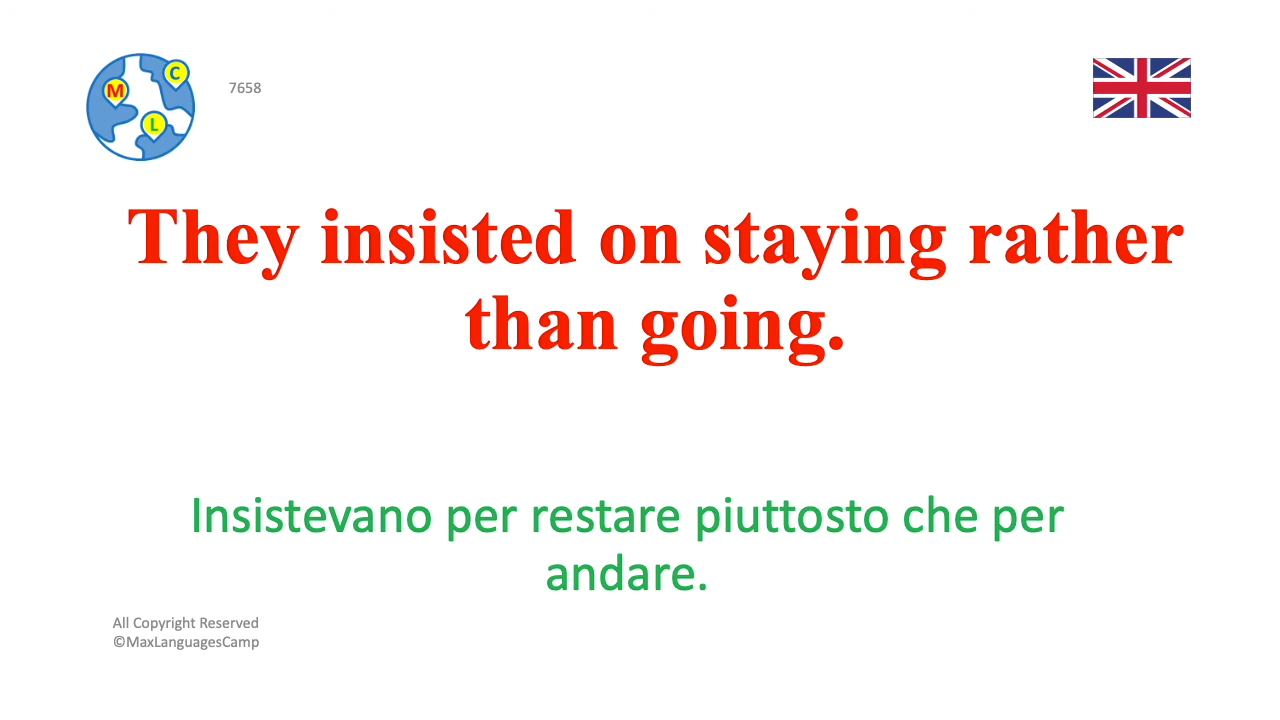 M
C
L
7658
They insisted on staying rather
than going.
Insistevano per restare piuttosto che per
andare.
All Copyright Reserved
©MaxLanguagesCamp